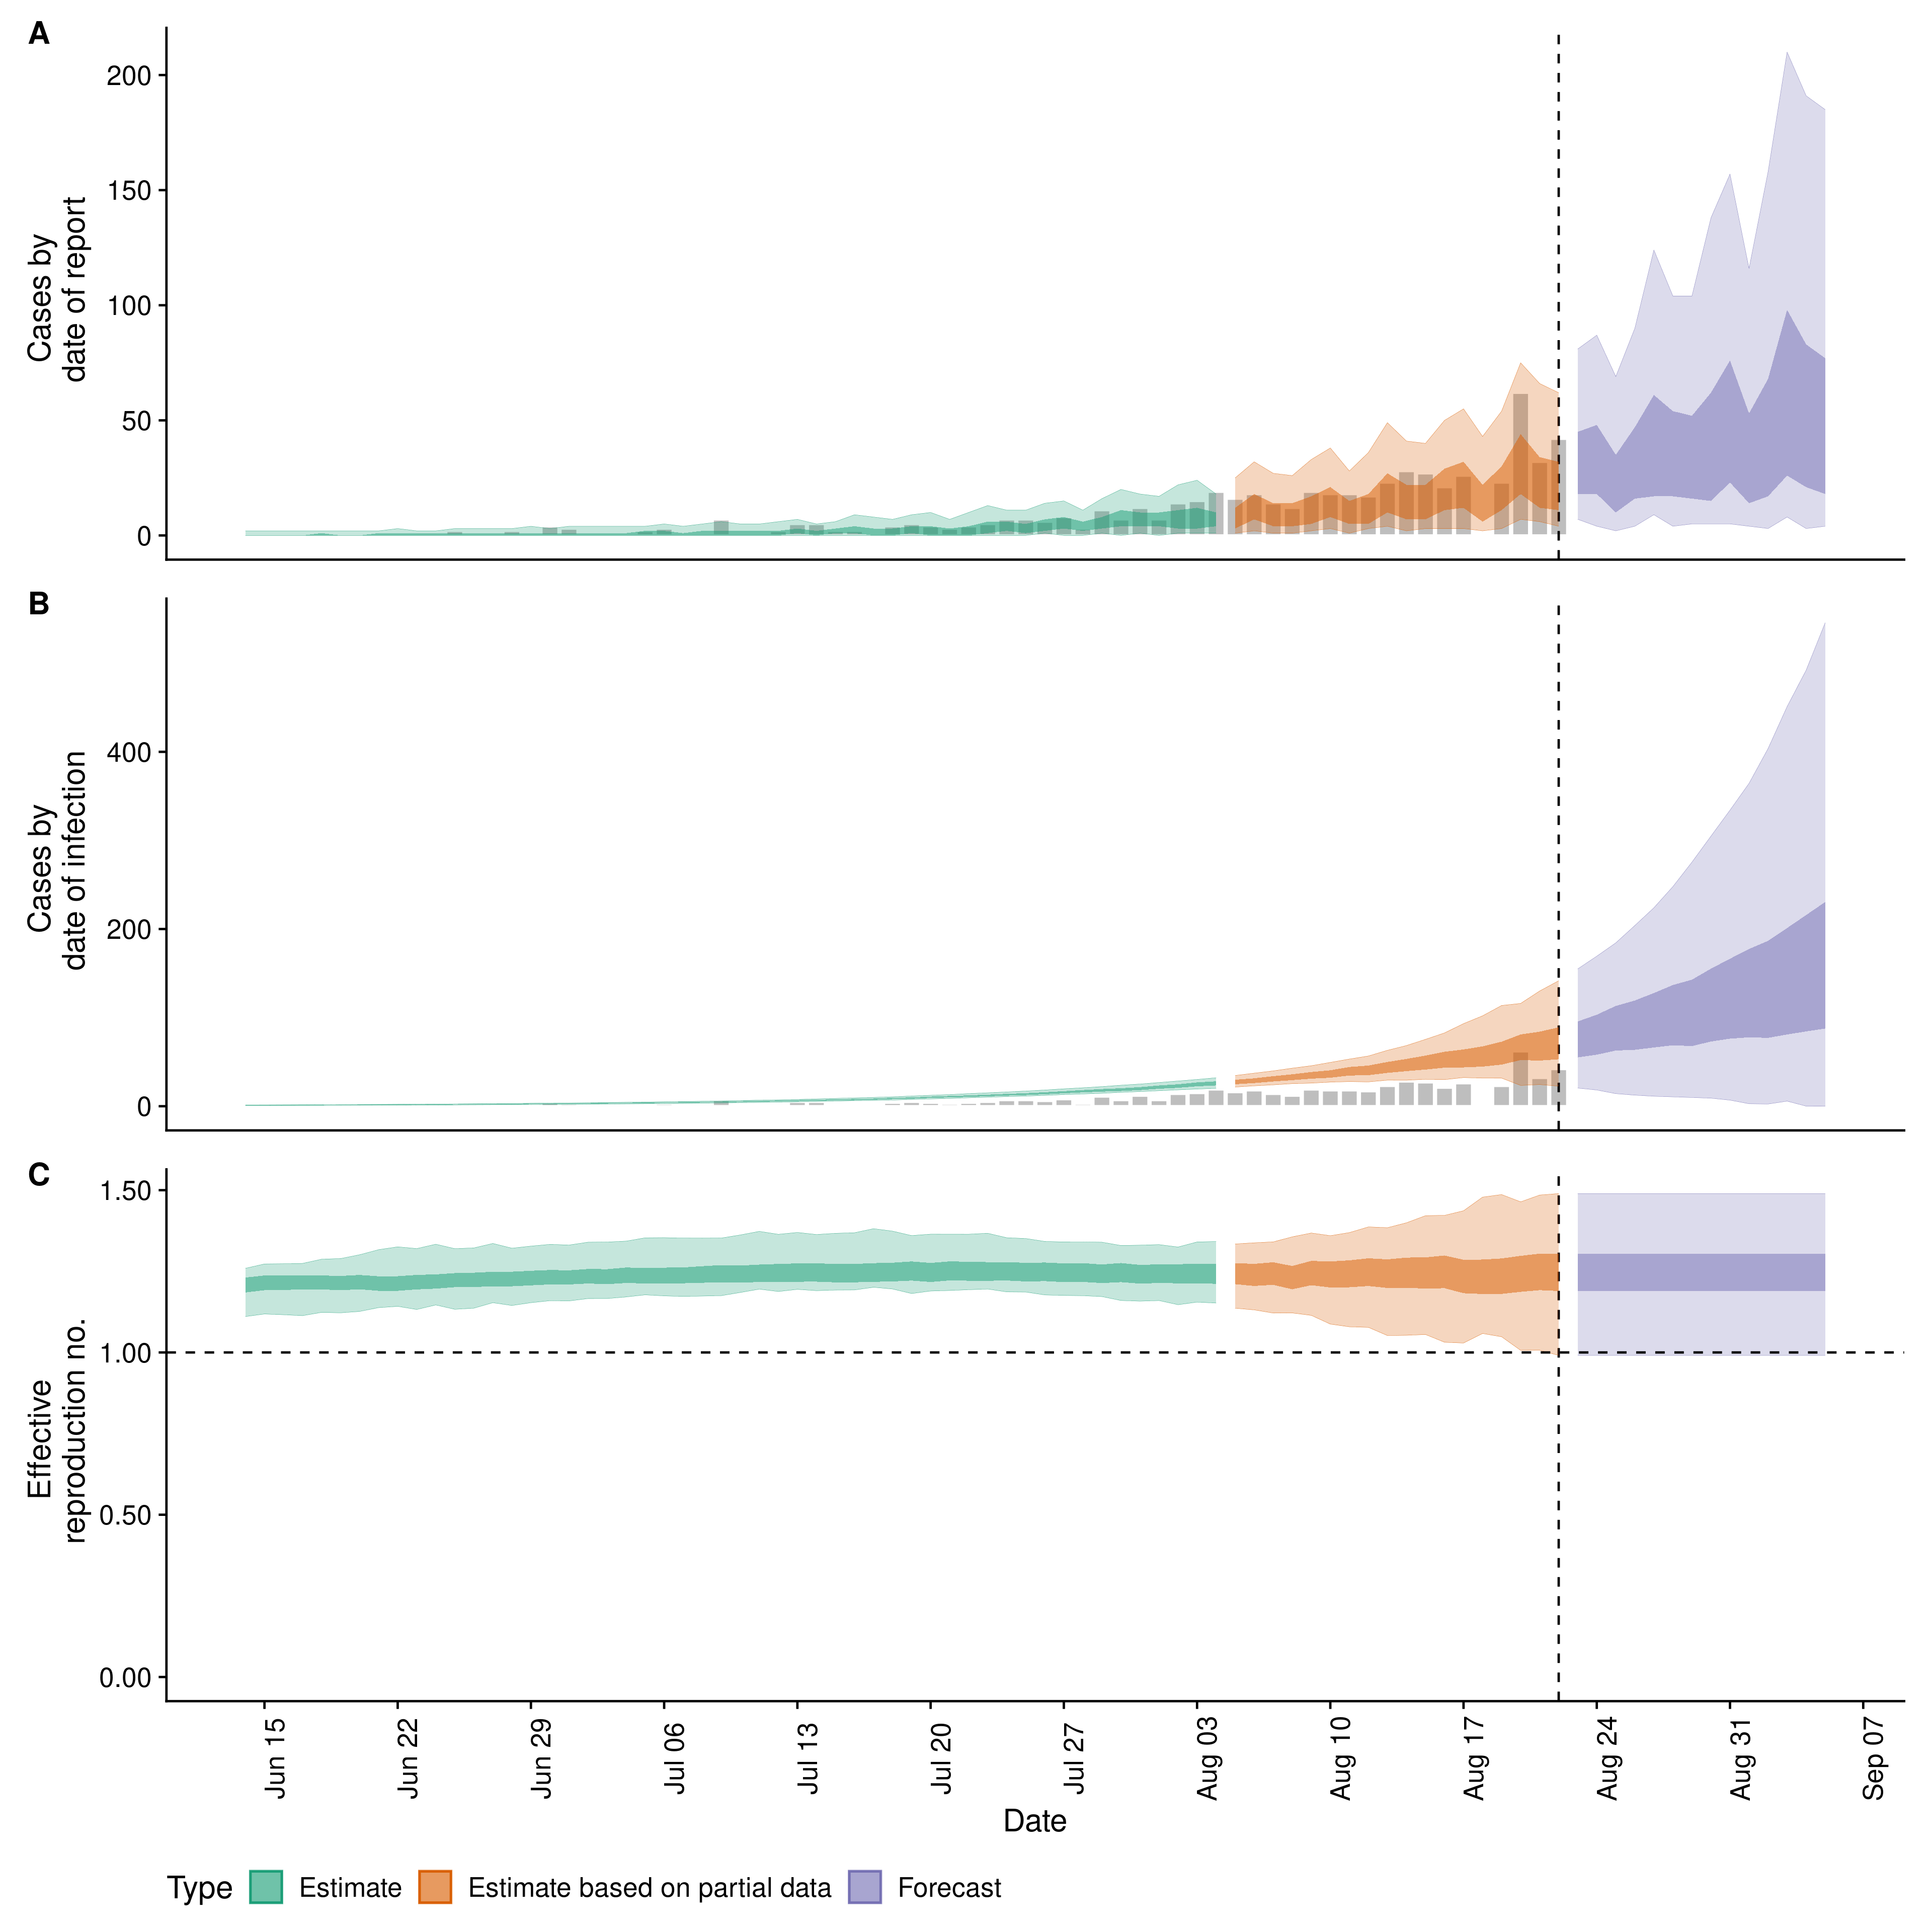 A
Cases by
date of report
200
150
100
50
0
B
Cases by
date of infection
400
200
0
C
Effective
reproduction no.
1.50
1.00
0.50
0.00
Jun 15
Jun 22
Jun 29
Jul 06
Jul 13
Jul 20
Jul 27
Aug 03
Aug 10
Aug 17
Aug 24
Aug 31
Sep 07
Date
Type Estimate Estimate based on partial data Forecast